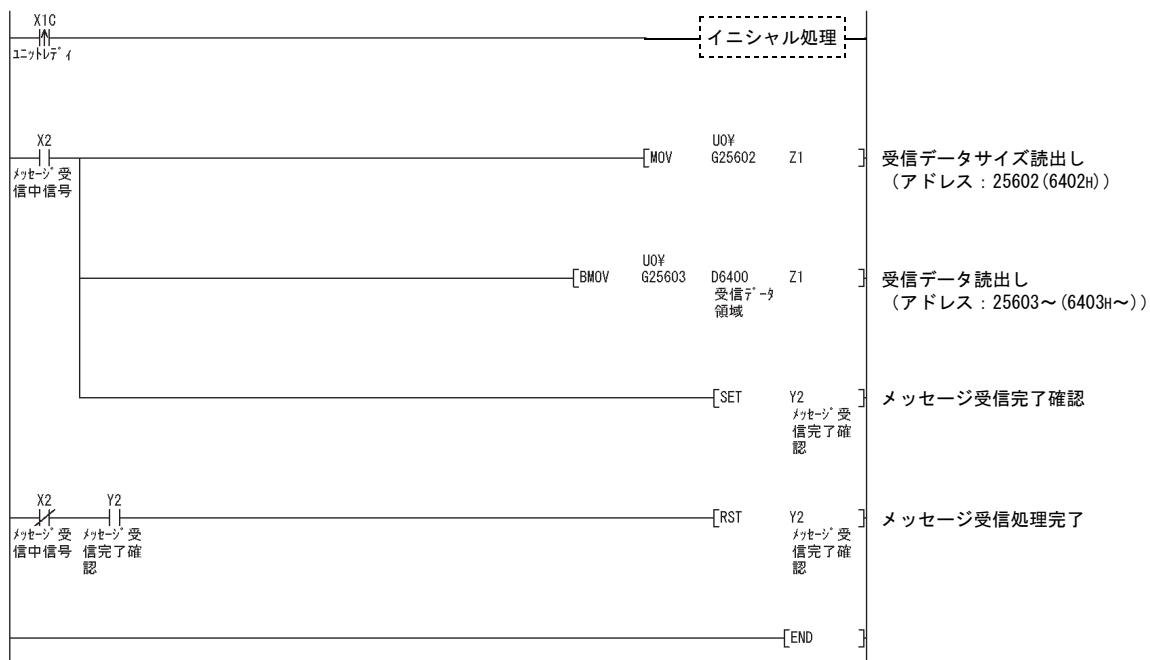 X1C
ユニットレディ
イニシャル処理
X2
メッセージ受
信中信号
U0¥
[MOV G25602 Z1 ]
受信データサイズ読出し
(アドレス:25602(6402H))
U0¥
[BMOV G25603 D6400 Z1 ]
受信データ
領域
受信データ読出し
(アドレス:25603~(6403H~))
[SET Y2 ]
メッセージ受
信完了確
認
メッセージ受信完了確認
X2 Y2
メッセージ受 メッセージ受
信中信号 信完了確
認
[RST Y2 ]
メッセージ受
信完了確
認
メッセージ受信処理完了
[END ]